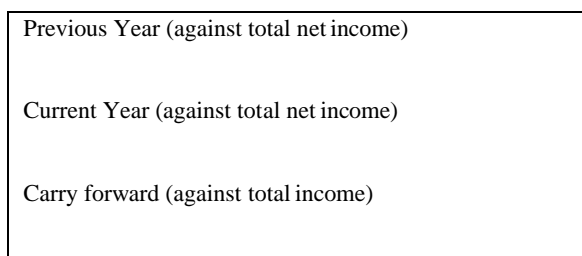 Previous Year (against total net income)
Current Year (against total net income)
Carry forward (against total income)